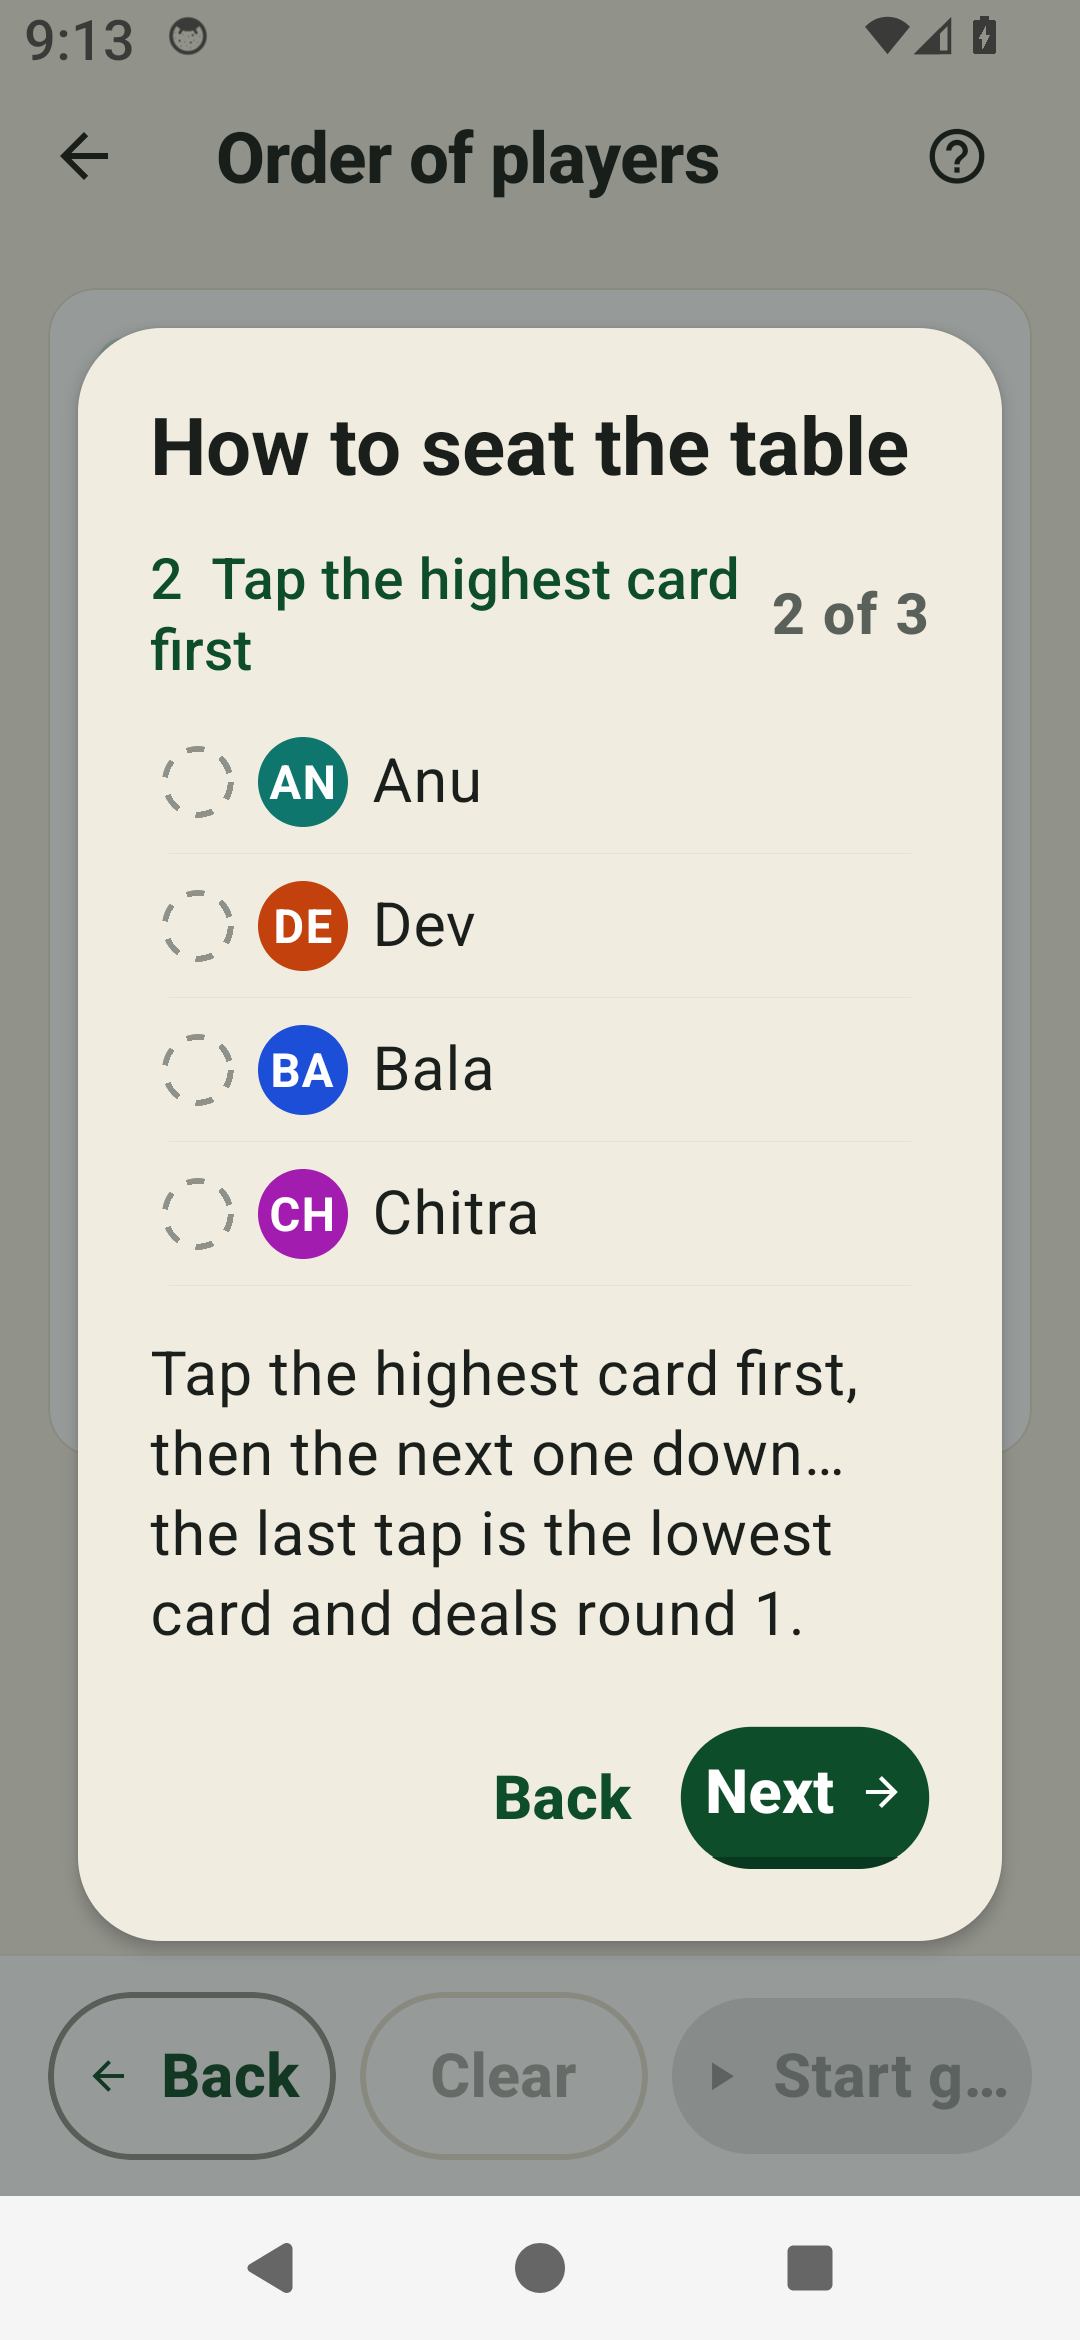 9:13
Order of players
How to seat the table
2 Tap the highest card
first
2 of 3
AN Anu
DE Dev
BA Bala
CH Chitra
Tap the highest card first,
then the next one down…
the last tap is the lowest
card and deals round 1.
Back
Next
Back
Clear
Start g…